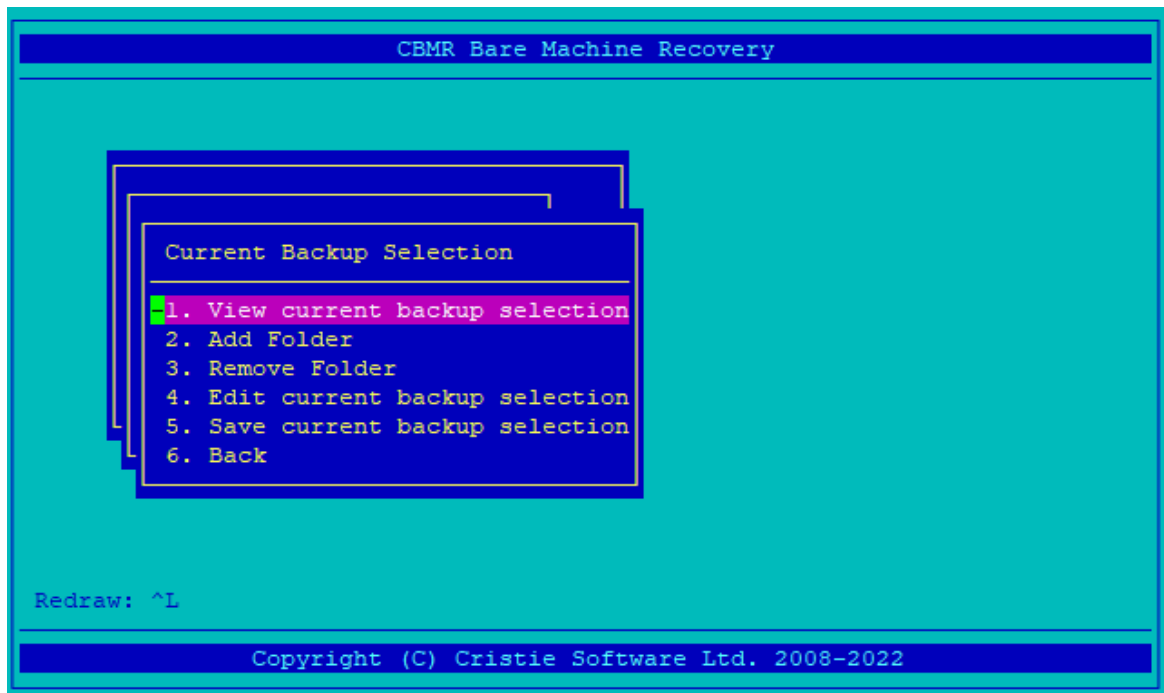 CBMR Bare Machine Recovery
Current Backup Selection
-1. View current backup selection
2. Add Folder
3. Remove Folder
4. Edit current backup selection
5. Save current backup selection
6. Back
Redraw: ^L
Copyright (C) Cristie Software Ltd. 2008-2022